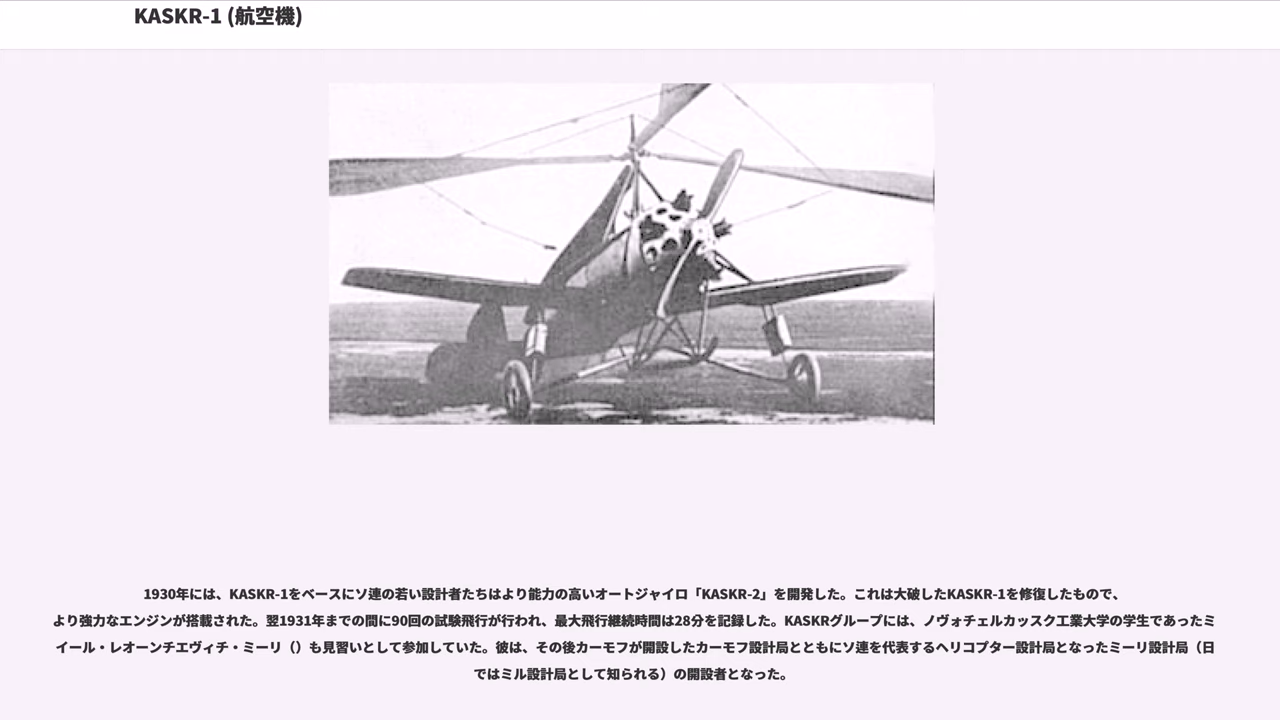 KASKR-1 (航空機)
1930年には、KASKR-1をベースにソ連の若い設計者たちはより能力の高いオートジャイロ「KASKR-2」を開発した。これは大破したKASKR-1を修復したもので、
より強力なエンジンが搭載された。翌1931年までの間に90回の試験飛行が行われ、最大飛行継続時間は28分を記録した。KASKRグループには、ノヴォチェルカッスク工業大学の学生であったミ
イール・レオーンチエヴィチ・ミーリ（）も見習いとして参加していた。彼は、その後カーモフが開設したカーモフ設計局とともにソ連を代表するヘリコプター設計局となったミーリ設計局（日
ではミル設計局として知られる）の開設者となった。